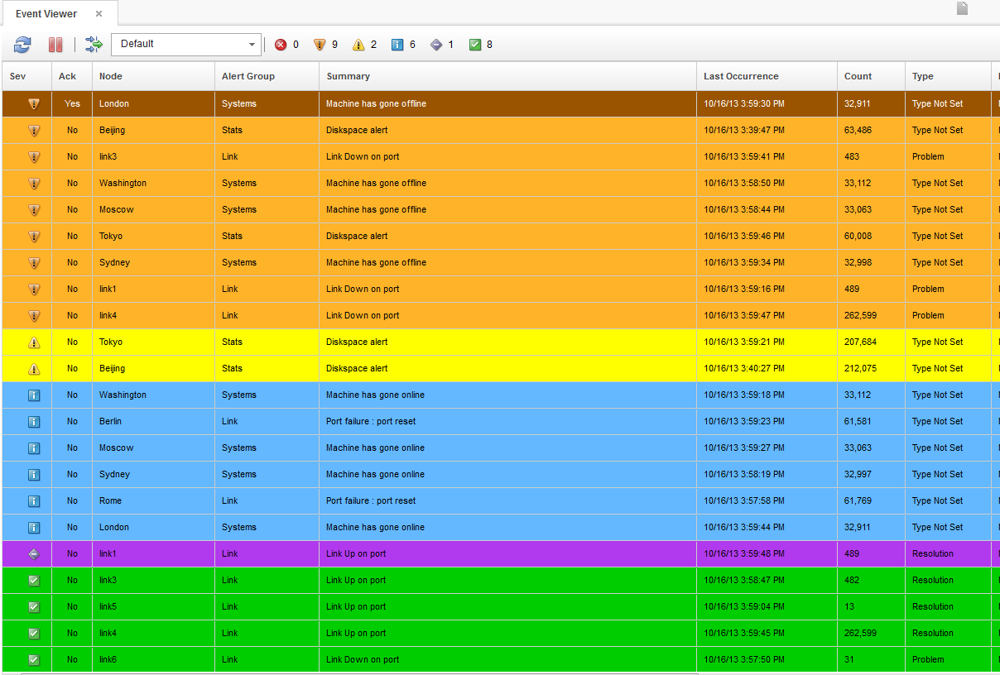 Event Viewer
Default 0 9 2 6 1 8
Sev Ack Node Alert Group Summary Last Occurrence Count Type
Yes London Systems Machine has gone offline 10/16/13 3:59:30 PM 32,911 Type Not Set
No Beijing Stats Diskspace alert 10/16/13 3:39:47 PM 63,486 Type Not Set
No link3 Link Link Down on port 10/16/13 3:59:41 PM 483 Problem
No Washington Systems Machine has gone offline 10/16/13 3:58:50 PM 33,112 Type Not Set
No Moscow Systems Machine has gone offline 10/16/13 3:58:44 PM 33,063 Type Not Set
No Tokyo Stats Diskspace alert 10/16/13 3:59:46 PM 60,008 Type Not Set
No Sydney Systems Machine has gone offline 10/16/13 3:59:34 PM 32,998 Type Not Set
No link1 Link Link Down on port 10/16/13 3:59:16 PM 489 Problem
No link4 Link Link Down on port 10/16/13 3:59:47 PM 262,599 Problem
No Tokyo Stats Diskspace alert 10/16/13 3:59:21 PM 207,684 Type Not Set
No Beijing Stats Diskspace alert 10/16/13 3:40:27 PM 212,075 Type Not Set
No Washington Systems Machine has gone online 10/16/13 3:59:18 PM 33,112 Type Not Set
No Berlin Link Port failure : port reset 10/16/13 3:59:23 PM 61,581 Type Not Set
No Moscow Systems Machine has gone online 10/16/13 3:59:27 PM 33,063 Type Not Set
No Sydney Systems Machine has gone online 10/16/13 3:58:19 PM 32,997 Type Not Set
No Rome Link Port failure : port reset 10/16/13 3:57:58 PM 61,769 Type Not Set
No London Systems Machine has gone online 10/16/13 3:59:44 PM 32,911 Type Not Set
No link1 Link Link Up on port 10/16/13 3:59:48 PM 489 Resolution
No link3 Link Link Up on port 10/16/13 3:58:47 PM 482 Resolution
No link5 Link Link Up on port 10/16/13 3:59:04 PM 13 Resolution
No link4 Link Link Up on port 10/16/13 3:59:45 PM 262,599 Resolution
No link6 Link Link Down on port 10/16/13 3:57:50 PM 31 Problem